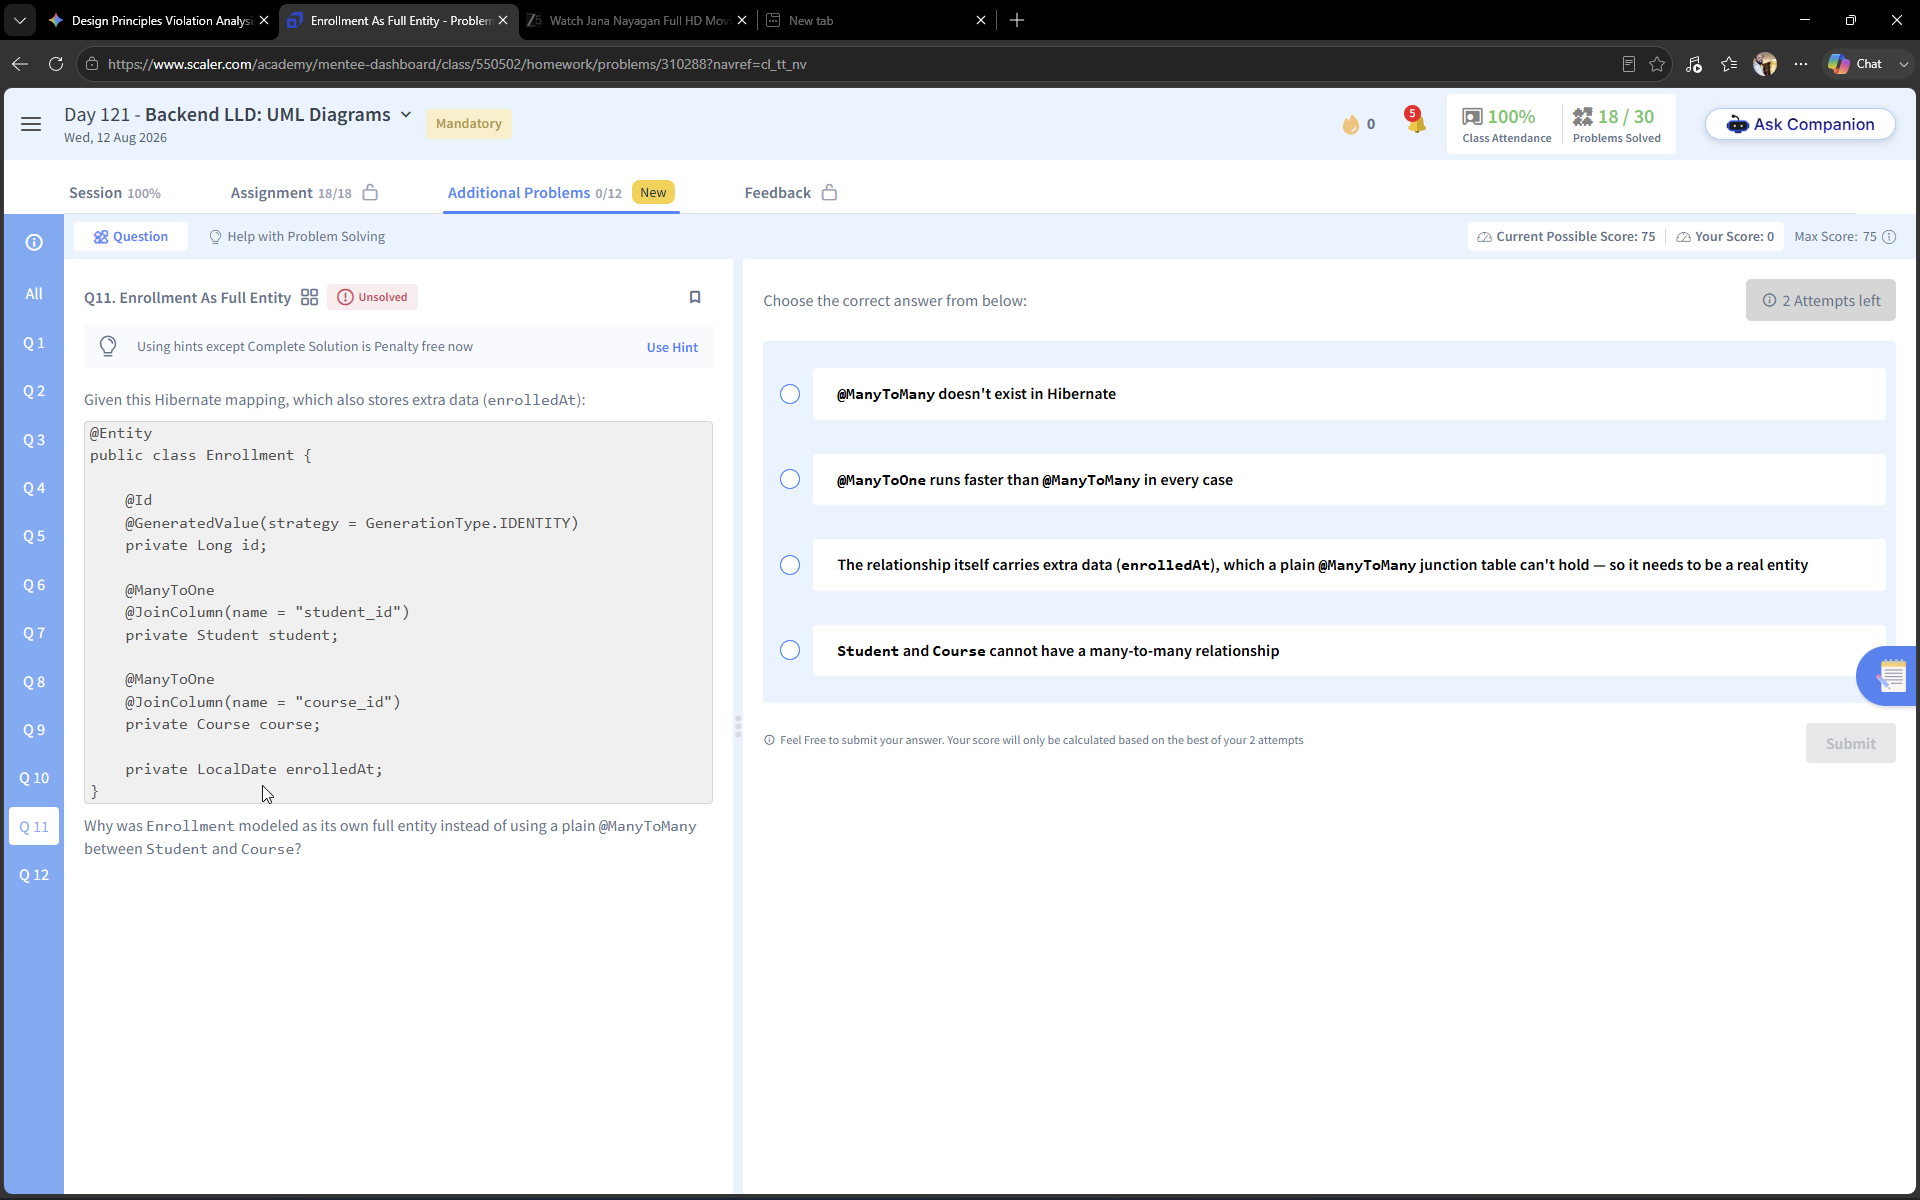 Design Principles Violation Analysi
Enrollment As Full Entity - Problem
Watch Jana Nayagan Full HD Movi
New tab
https://www.scaler.com/academy/mentee-dashboard/class/550502/homework/problems/310288?navref=cl_tt_nv
Chat
Day 121 - Backend LLD: UML Diagrams
Wed, 12 Aug 2026
Mandatory
0
5
100%
Class Attendance
18 / 30
Problems Solved
Ask Companion
Session 100%
Assignment 18/18
Additional Problems 0/12 New
Feedback
Question
Help with Problem Solving
Current Possible Score: 75
Your Score: 0
Max Score: 75
All
Q 1
Q 2
Q 3
Q 4
Q 5
Q 6
Q 7
Q 8
Q 9
Q 10
Q 11
Q 12
Q11. Enrollment As Full Entity
Unsolved
Using hints except Complete Solution is Penalty free now
Use Hint
Given this Hibernate mapping, which also stores extra data (enrolledAt):
@Entity
public class Enrollment {
@Id
@GeneratedValue(strategy = GenerationType.IDENTITY)
private Long id;
@ManyToOne
@JoinColumn(name = "student_id")
private Student student;
@ManyToOne
@JoinColumn(name = "course_id")
private Course course;
private LocalDate enrolledAt;
}
Why was Enrollment modeled as its own full entity instead of using a plain @ManyToMany
between Student and Course?
Choose the correct answer from below:
2 Attempts left
@ManyToMany doesn't exist in Hibernate
@ManyToOne runs faster than @ManyToMany in every case
The relationship itself carries extra data (enrolledAt), which a plain @ManyToMany junction table can't hold — so it needs to be a real entity
Student and Course cannot have a many-to-many relationship
Feel Free to submit your answer. Your score will only be calculated based on the best of your 2 attempts
Submit